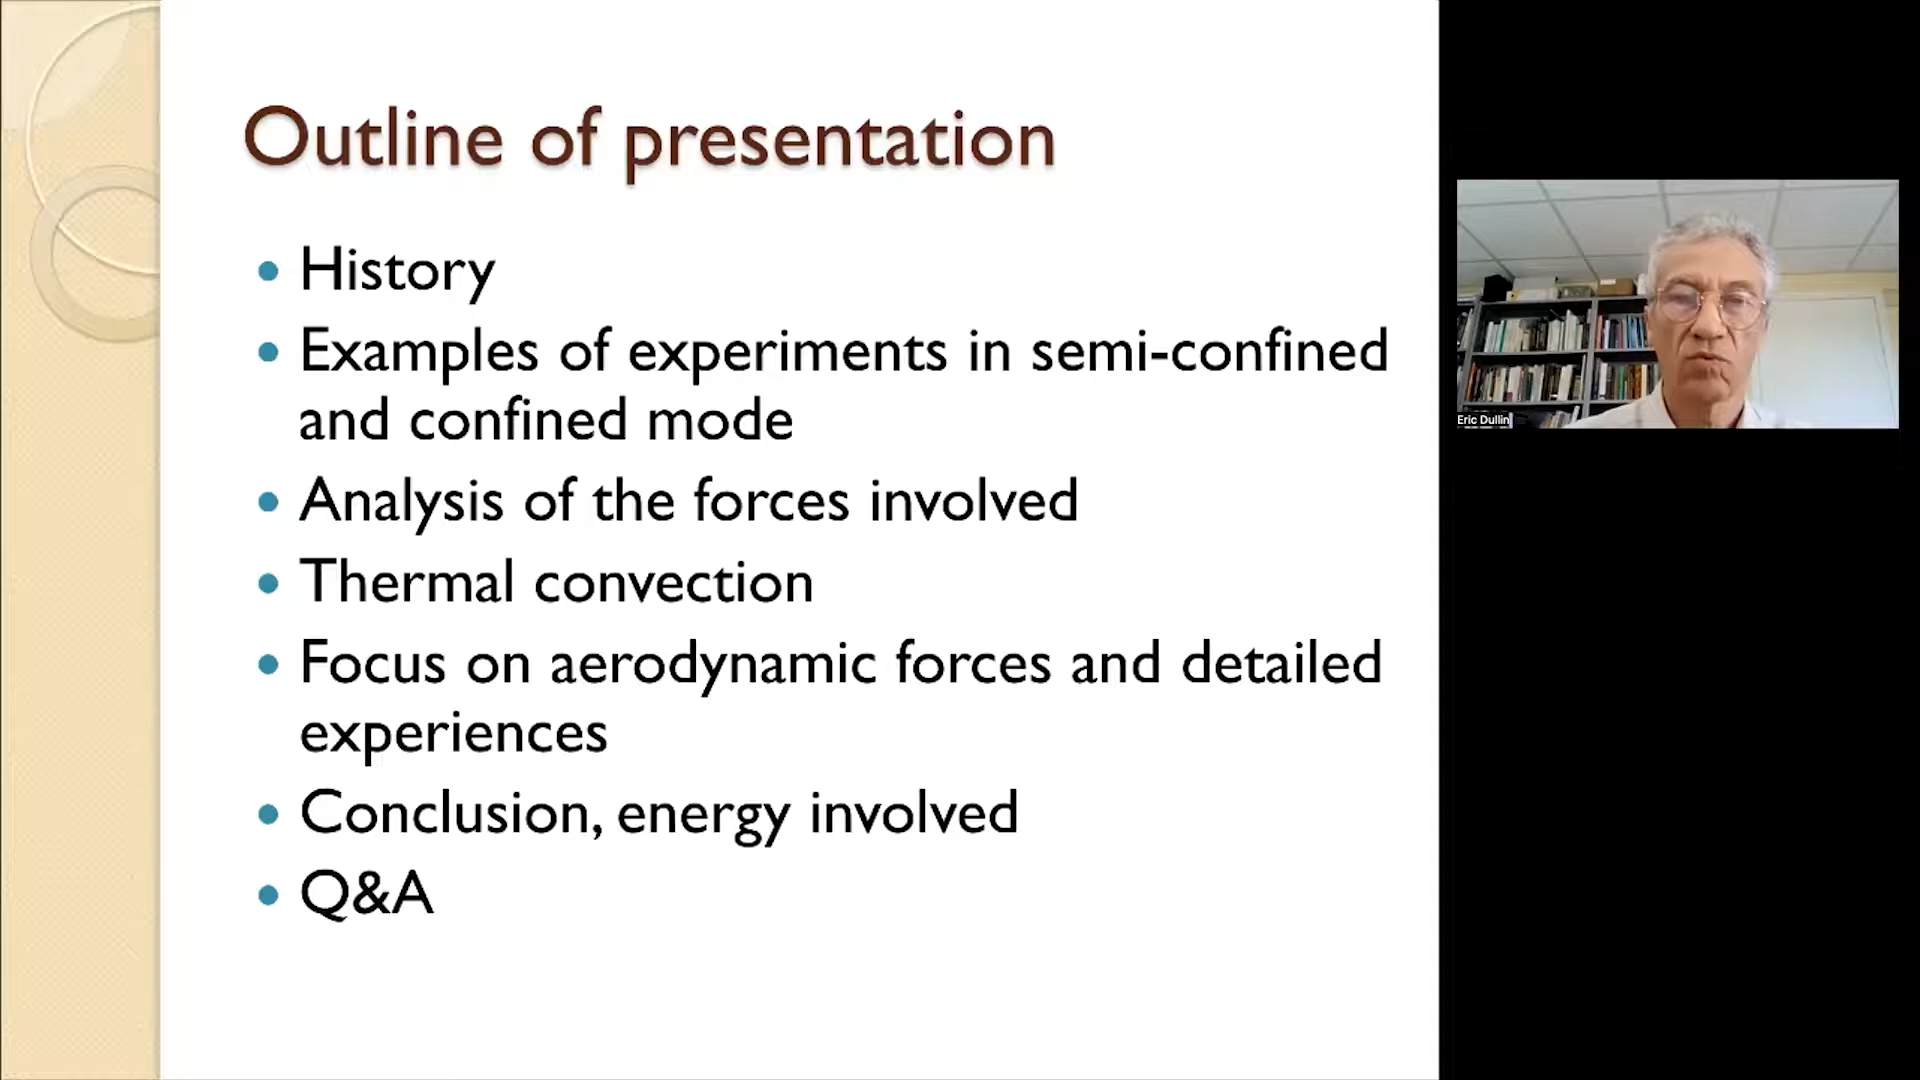 Outline of presentation
• History
• Examples of experiments in semi-confined
and confined mode
• Analysis of the forces involved
• Thermal convection
• Focus on aerodynamic forces and detailed
experiences
• Conclusion, energy involved
• Q&A
Eric Dullin